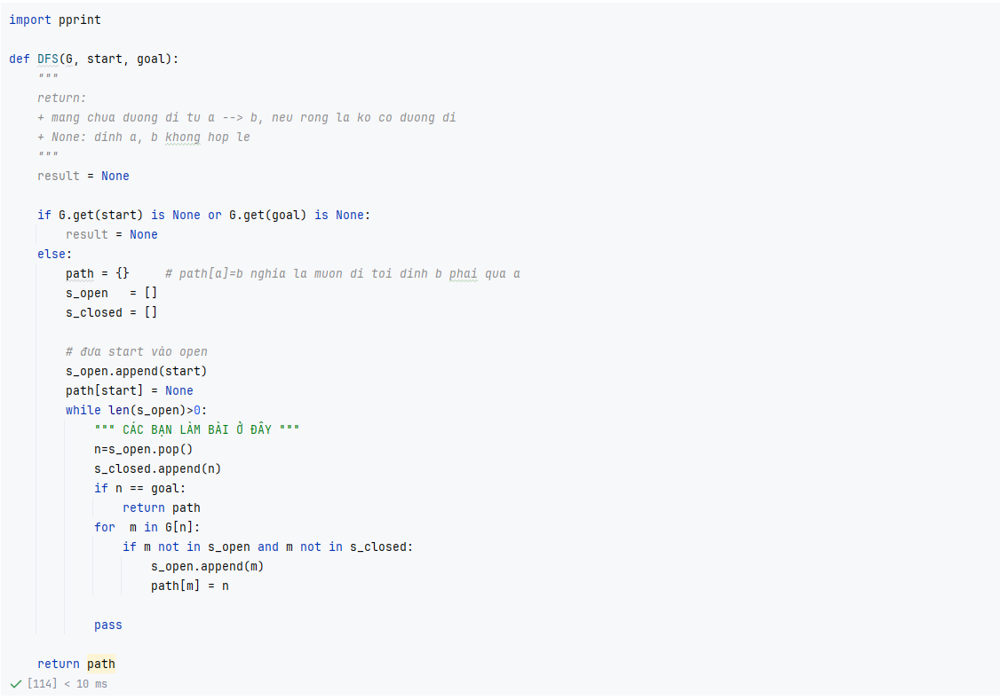 import pprint
def DFS(G, start, goal):
    """
    return:
    + mang chua duong di tu a --> b, neu rong la ko co duong di
    + None: dinh a, b khong hop le
    """
    result = None
    if G.get(start) is None or G.get(goal) is None:
        result = None
    else:
        path = {}     # path[a]=b nghia la muon di toi dinh b phai qua a
        s_open   = []
        s_closed = []
        # đưa start vào open
        s_open.append(start)
        path[start] = None
        while len(s_open)>0:
            """ CÁC BẠN LÀM BÀI Ở ĐÂY """
            n=s_open.pop()
            s_closed.append(n)
            if n == goal:
                return path
            for  m in G[n]:
                if m not in s_open and m not in s_closed:
                    s_open.append(m)
                    path[m] = n
            pass
    return path
[114] < 10 ms